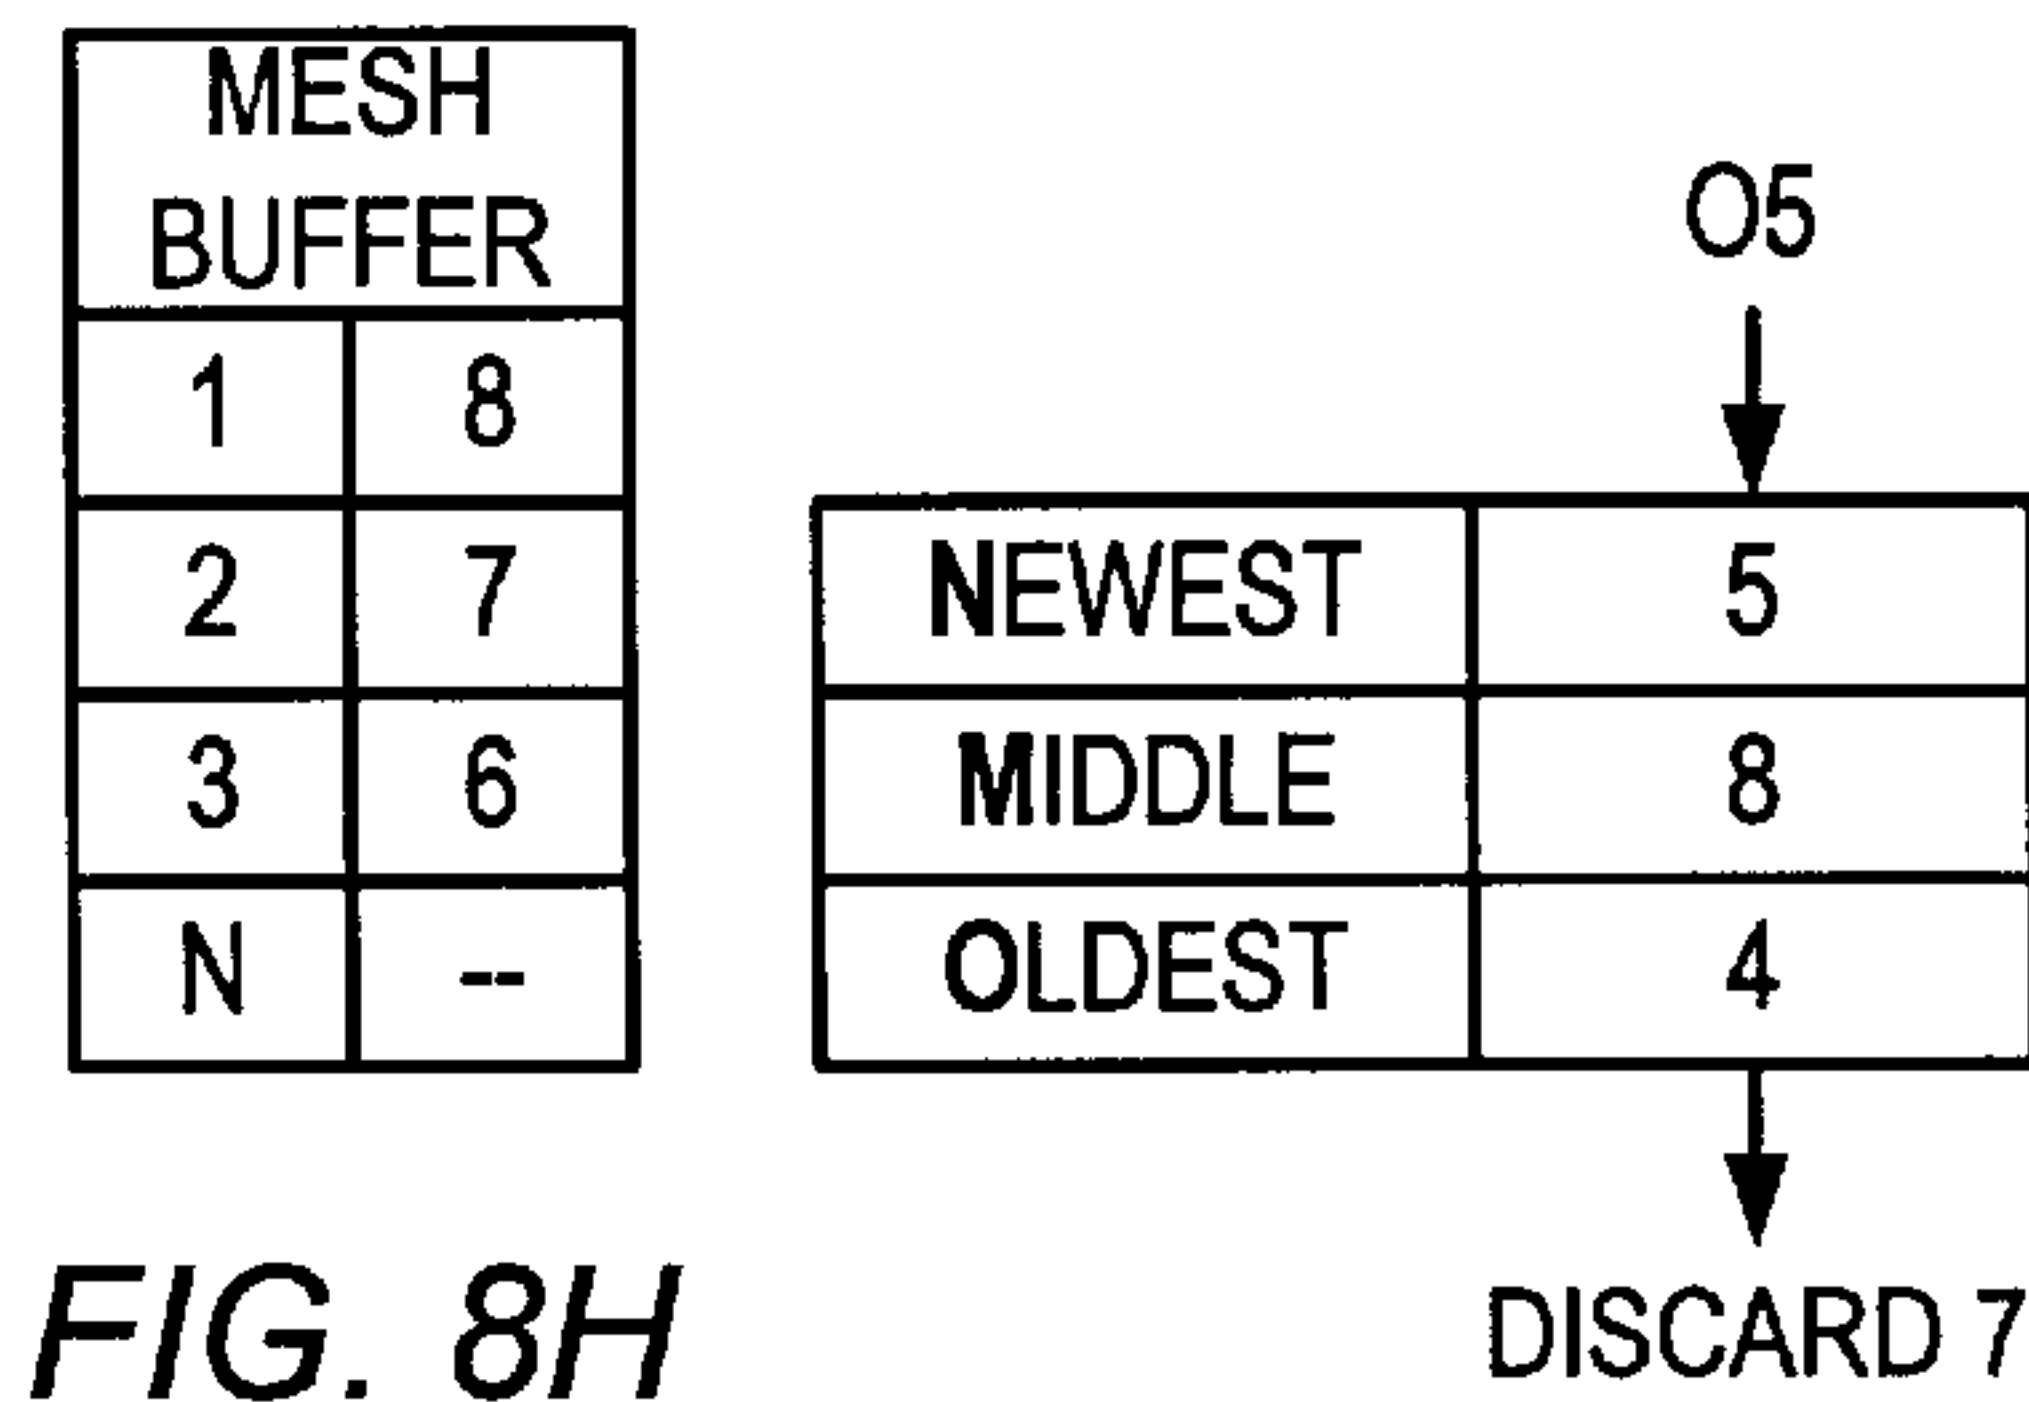 MESH
BUFFER
1 8
2 7
3 6
N --
O5
NEWEST 5
MIDDLE 8
OLDEST 4
DISCARD 7
FIG. 8H